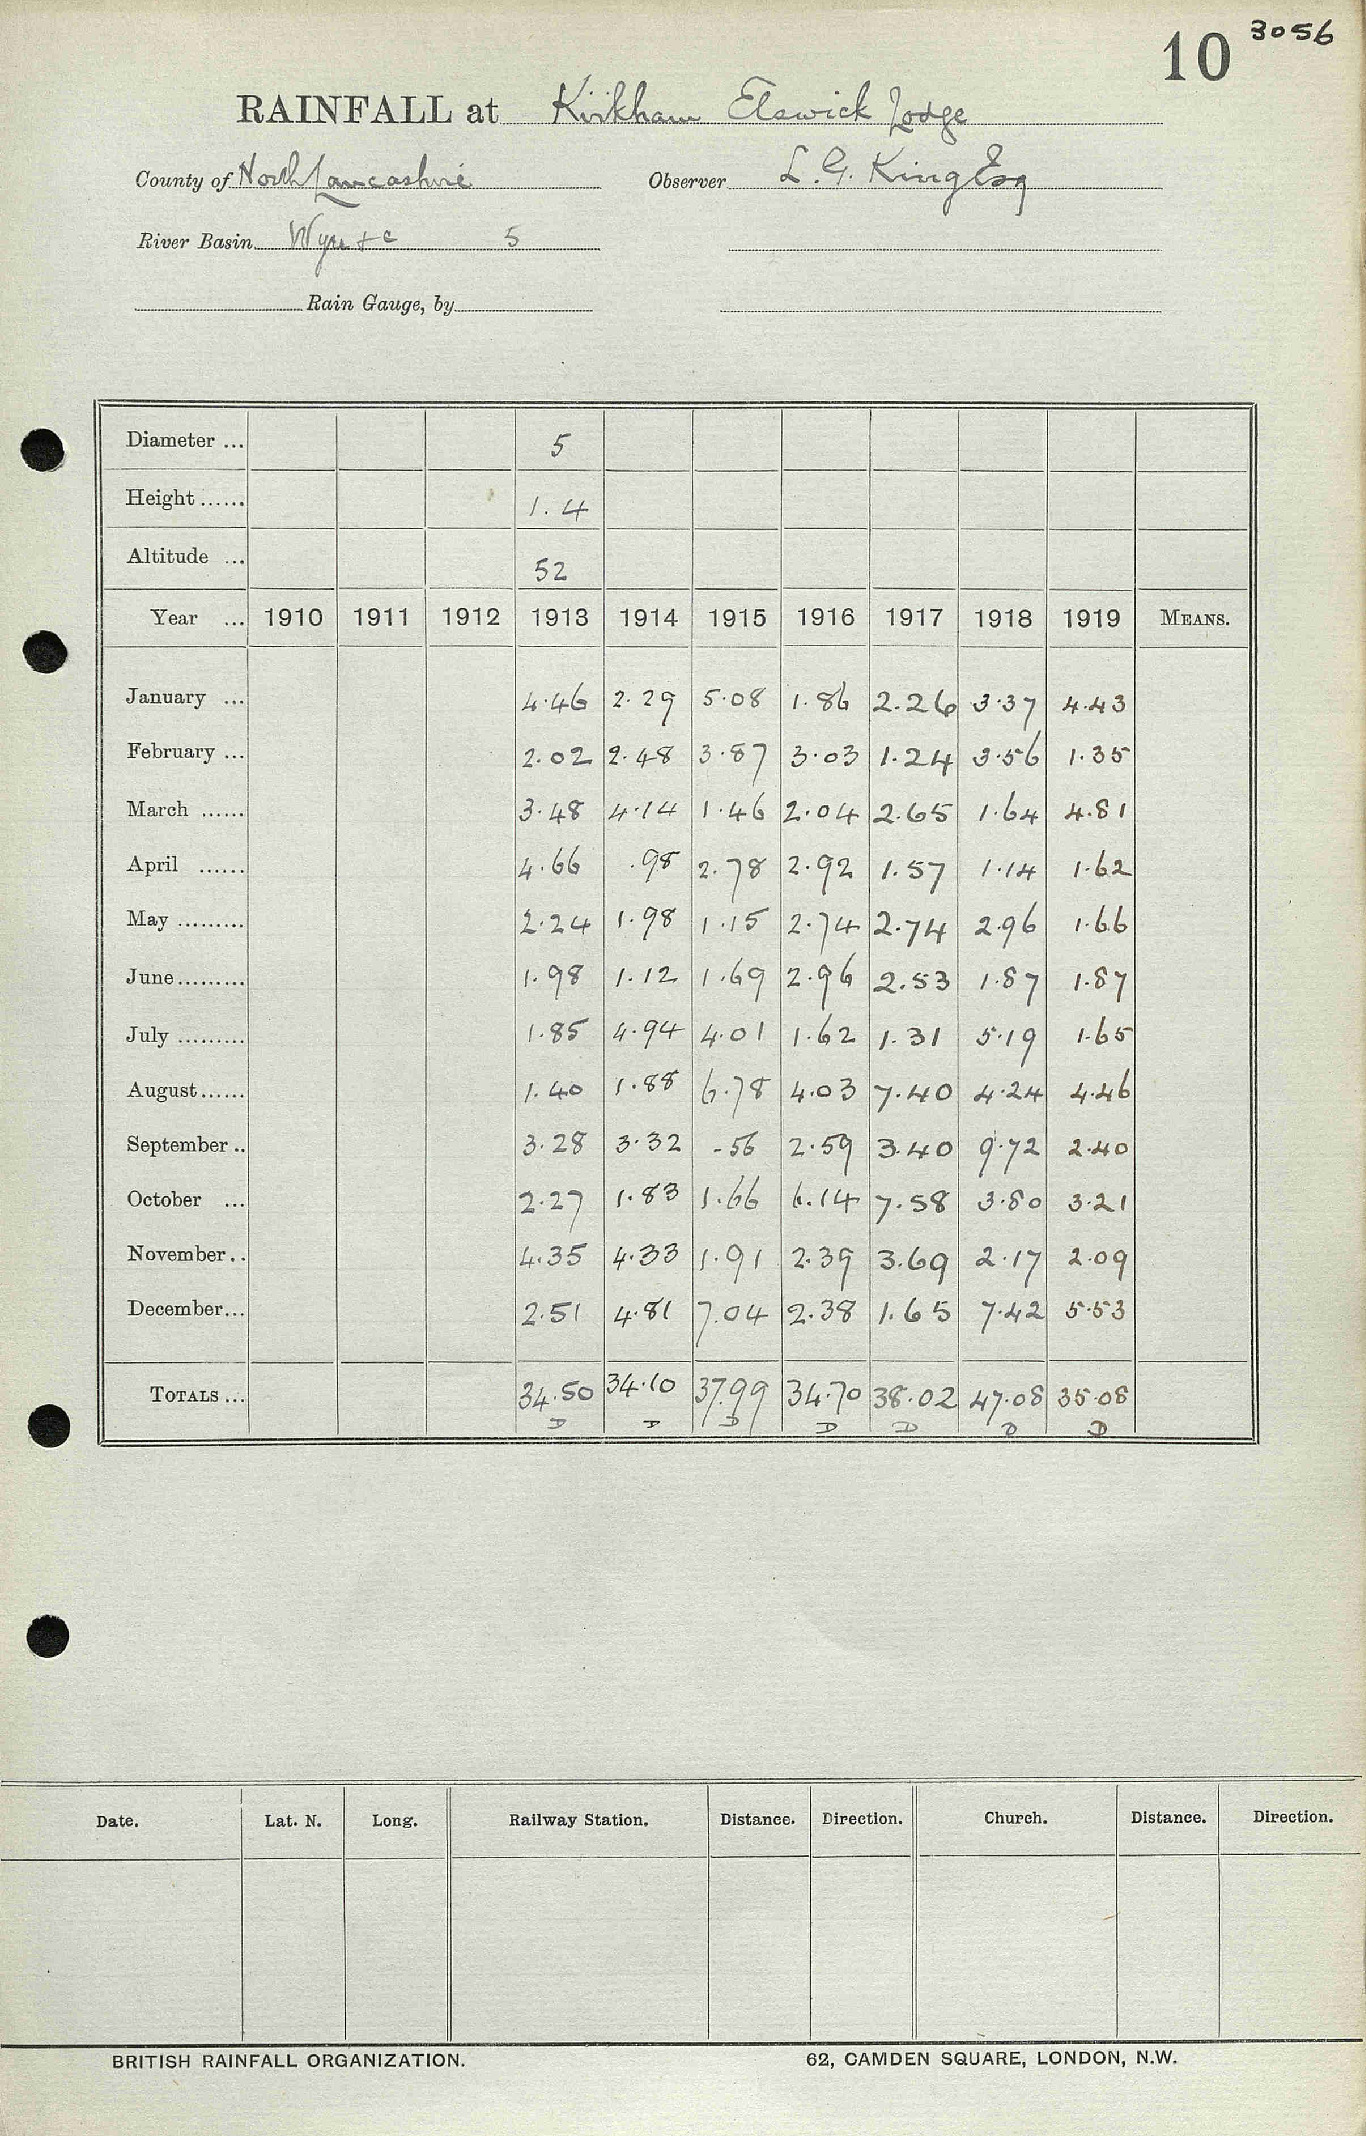 10 3056
RAINFALL at Kirkham Elswick Lodge
County of North Lancashire Observer L. G. King Esq
River Basin Wyre &c 5
Rain Gauge, by
Diameter ... 5
Height ...... 1.4
Altitude ... 52
Year ... 1910 1911 1912 1913 1914 1915 1916 1917 1918 1919 MEANS.
January ... 4.46 2.29 5.08 1.86 2.26 3.37 4.43
February ... 2.02 2.48 3.87 3.03 1.24 3.56 1.35
March ...... 3.48 4.14 1.46 2.04 2.65 1.64 4.81
April ...... 4.66 .98 2.78 2.92 1.57 1.14 1.62
May ......... 2.24 1.98 1.15 2.74 2.74 2.96 1.66
June......... 1.98 1.12 1.69 2.96 2.53 1.87 1.87
July ......... 1.85 4.94 4.01 1.62 1.31 5.19 1.65
August...... 1.40 1.88 6.78 4.03 7.40 4.24 4.46
September .. 3.28 3.32 .56 2.59 3.40 9.72 2.40
October ... 2.27 1.83 1.66 6.14 7.58 3.80 3.21
November.. 4.35 4.33 1.91 2.39 3.69 2.17 2.09
December... 2.51 4.81 7.04 2.38 1.65 7.42 5.53
TOTALS ... 34.50 34.10 37.99 34.70 38.02 47.08 35.08
D D D D D D D
Date. Lat. N. Long. Railway Station. Distance. Direction. Church. Distance. Direction.
BRITISH RAINFALL ORGANIZATION. 62, CAMDEN SQUARE, LONDON, N.W.